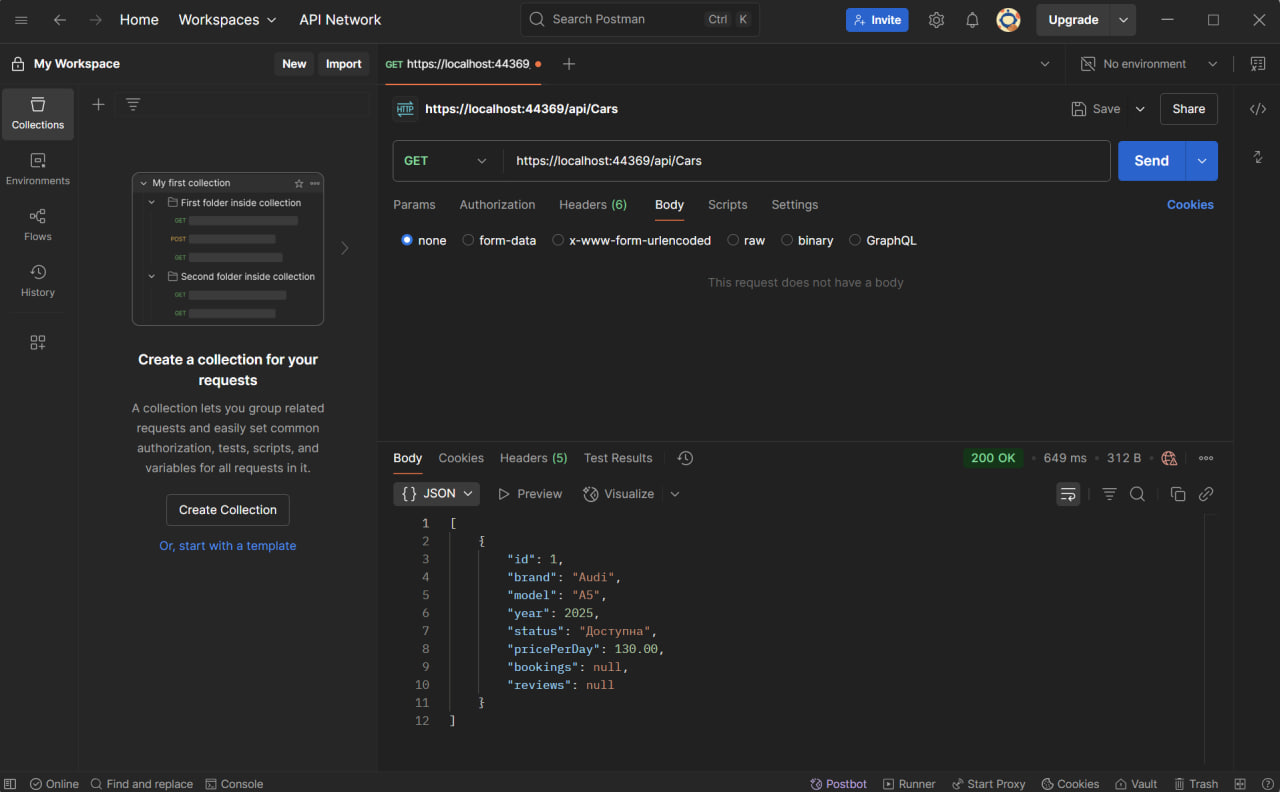 Home Workspaces API Network Search Postman Ctrl K Invite Upgrade
My Workspace New Import GET https://localhost:44369 No environment
Collections
Environments
Flows
History
My first collection
First folder inside collection
GET
POST
GET
Second folder inside collection
GET
GET
Create a collection for your
requests
A collection lets you group related
requests and easily set common
authorization, tests, scripts, and
variables for all requests in it.
Create Collection
Or, start with a template
HTTP https://localhost:44369/api/Cars Save Share
GET https://localhost:44369/api/Cars Send
Params Authorization Headers (6) Body Scripts Settings Cookies
none form-data x-www-form-urlencoded raw binary GraphQL
This request does not have a body
Body Cookies Headers (5) Test Results 200 OK • 649 ms • 312 B •
{} JSON Preview Visualize
1 [
2 {
3 "id": 1,
4 "brand": "Audi",
5 "model": "A5",
6 "year": 2025,
7 "status": "Доступна",
8 "pricePerDay": 130.00,
9 "bookings": null,
10 "reviews": null
11 }
12 ]
Online Find and replace Console Postbot Runner Start Proxy Cookies Vault Trash